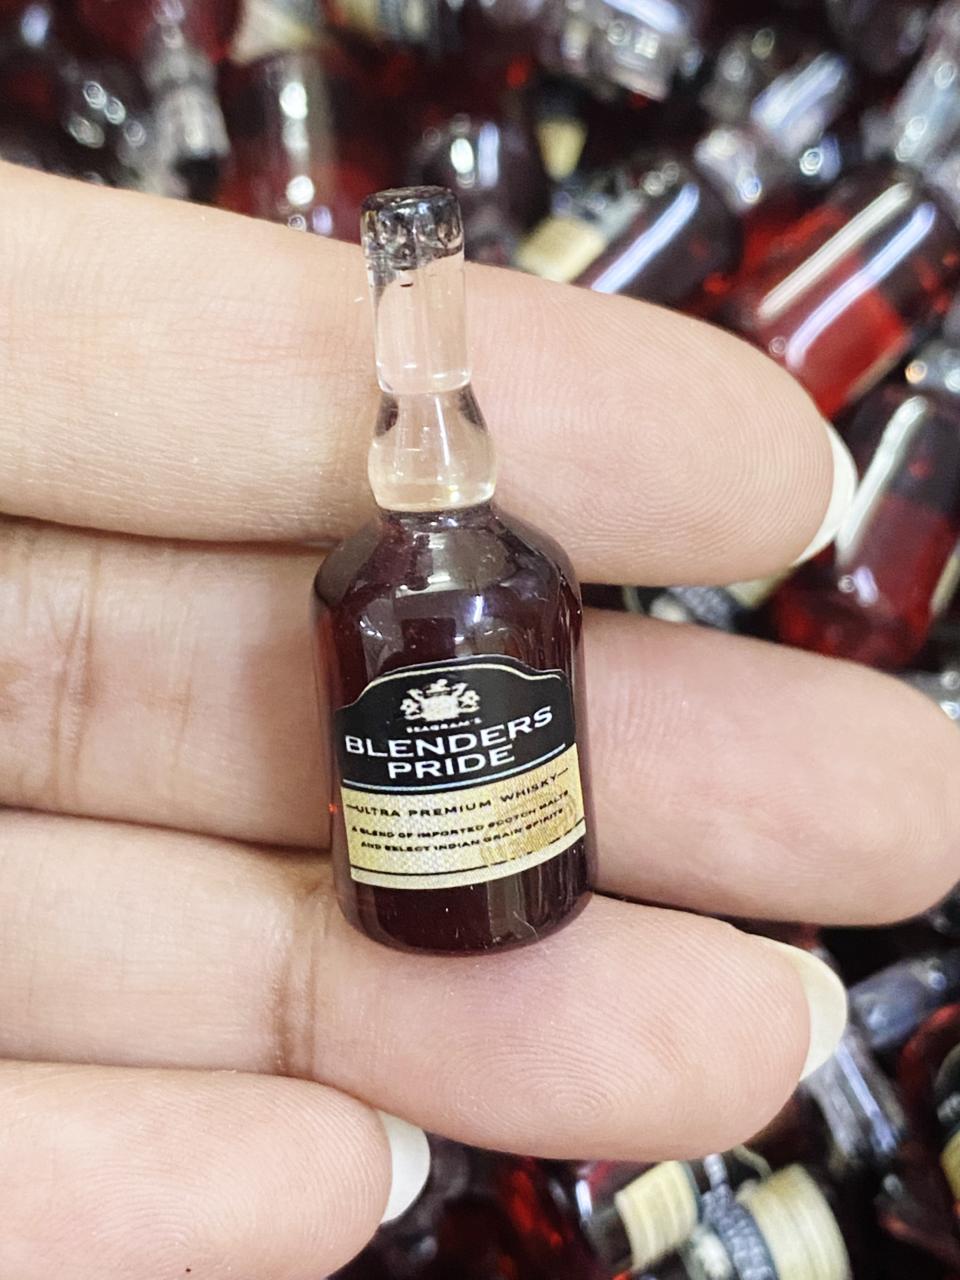 SEAGRAM'S
BLENDERS
PRIDE
ULTRA PREMIUM WHISKY
A BLEND OF IMPORTED SCOTCH MALTS
AND SELECT INDIAN GRAIN SPIRITS